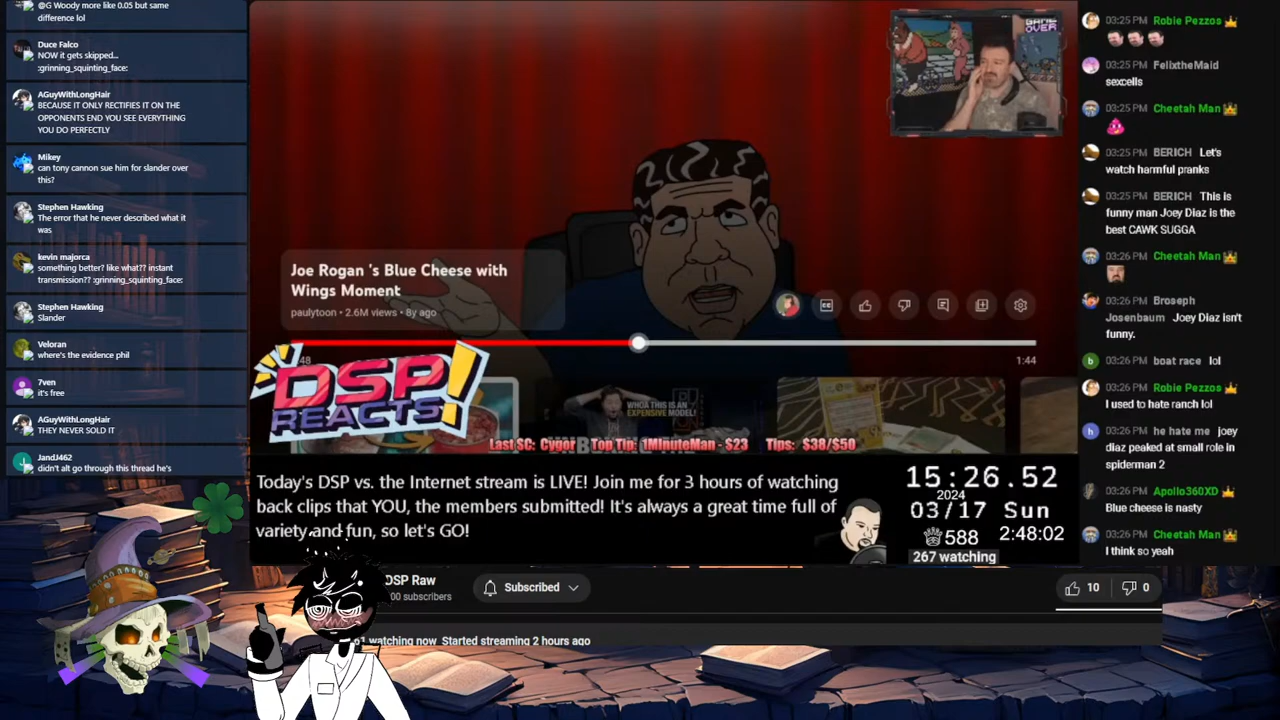 @G Woody more like 0.05 but same
difference lol
Duce Falco
NOW it gets skipped...
:grinning_squinting_face:
AGuyWithLongHair
BECAUSE IT ONLY RECTIFIES IT ON THE
OPPONENTS END YOU SEE EVERYTHING
YOU DO PERFECTLY
Mikey
can tony cannon sue him for slander over
this?
Stephen Hawking
The error that he never described what it
was
kevin majorca
something better? like what?? instant
transmission?? :grinning_squinting_face:
Stephen Hawking
Slander
Veloran
where's the evidence phil
7ven
it's free
AGuyWithLongHair
THEY NEVER SOLD IT
JandJ462
didn't alt go through this thread he's
GAME
OVER
Joe Rogan 's Blue Cheese with
Wings Moment
paulytoon • 2.6M views • 8y ago
CC
:48
1:44
DSP!
REACTS
WHOA THIS IS AN
EXPENSIVE MODEL!
Last SC: Cygor Top Tip: 1MinuteMan - $23 Tips: $38/$50
Today's DSP vs. the Internet stream is LIVE! Join me for 3 hours of watching
back clips that YOU, the members submitted! It's always a great time full of
variety and fun, so let's GO!
15:26.52
2024
03/17 Sun
588
2:48:02
267 watching
DSP Raw
00 subscribers
Subscribed
10
0
61 watching now Started streaming 2 hours ago
03:25 PM Robie Pezzos
03:25 PM FelixtheMaid
sexcells
03:25 PM Cheetah Man
03:25 PM BERICH Let's
watch harmful pranks
03:25 PM BERICH This is
funny man Joey Diaz is the
best CAWK SUGGA
03:26 PM Cheetah Man
03:26 PM Broseph
Josenbaum Joey Diaz isn't
funny.
03:26 PM boat race lol
03:26 PM Robie Pezzos
I used to hate ranch lol
03:26 PM he hate me joey
diaz peaked at small role in
spiderman 2
03:26 PM Apollo360XD
Blue cheese is nasty
03:26 PM Cheetah Man
I think so yeah